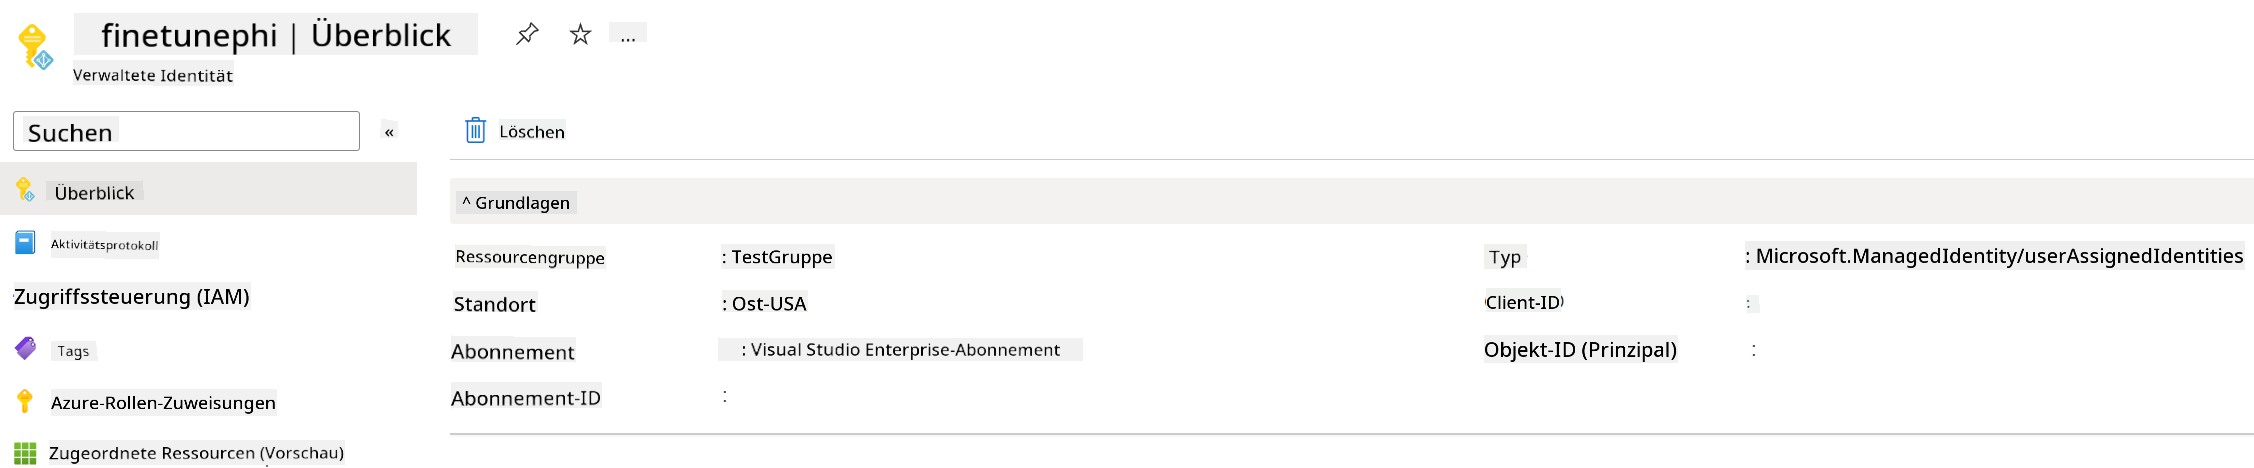 finetunephi | Überblick
...
Verwaltete Identität
Suchen
«
Löschen
Überblick
Aktivitätsprotokoll
Zugriffssteuerung (IAM)
Tags
Azure-Rollen-Zuweisungen
Zugeordnete Ressourcen (Vorschau)
^ Grundlagen
Ressourcengruppe : TestGruppe
Standort : Ost-USA
Abonnement : Visual Studio Enterprise-Abonnement
Abonnement-ID :
Typ : Microsoft.ManagedIdentity/userAssignedIdentities
Client-ID :
Objekt-ID (Prinzipal) :